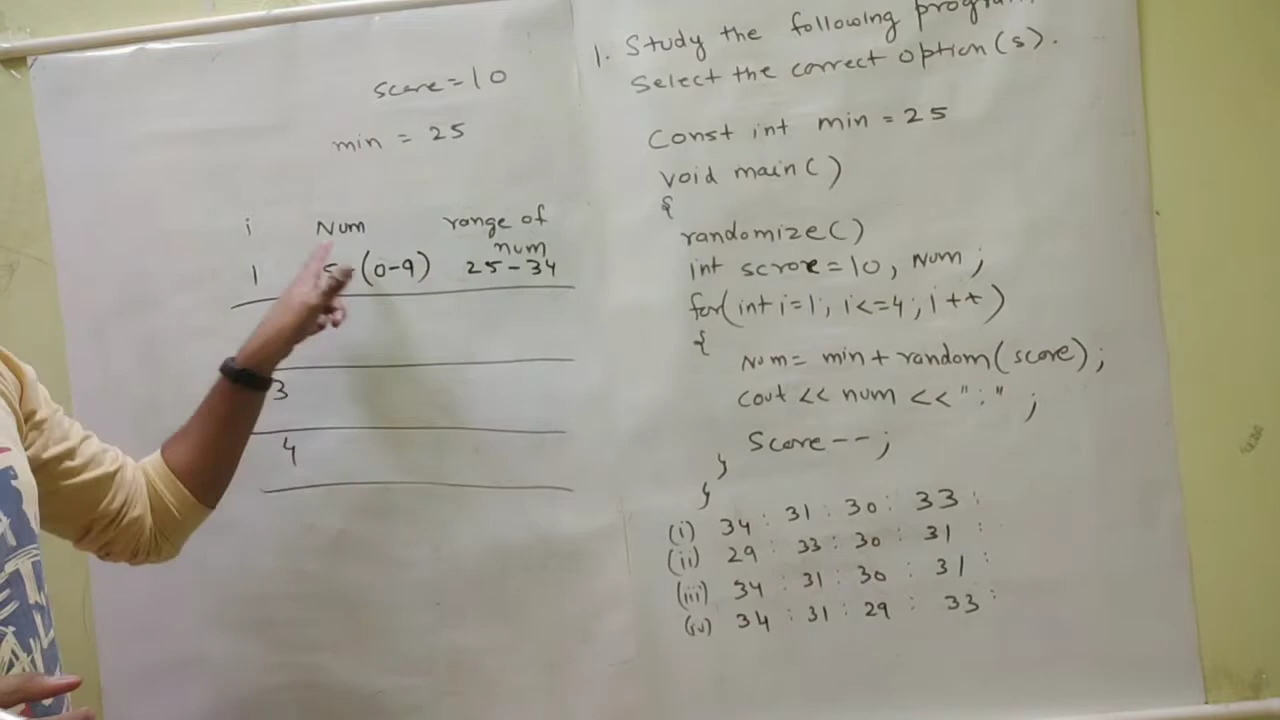 score = 10
min = 25
i Num range of num
1 (0-9) 25-34
3
4
1. Study the following program,
Select the correct option(s).
Const int min = 25
void main()
{
randomize()
int scrore=10, Num;
for(int i=1; i<=4; i++)
{
Num= min + random(score);
cout << num <<":" ;
Score--;
}
}
(i) 34 : 31 : 30 : 33 :
(ii) 29 : 33 : 30 : 31 :
(iii) 34 : 31 : 30 : 31 :
(iv) 34 : 31 : 29 : 33 :